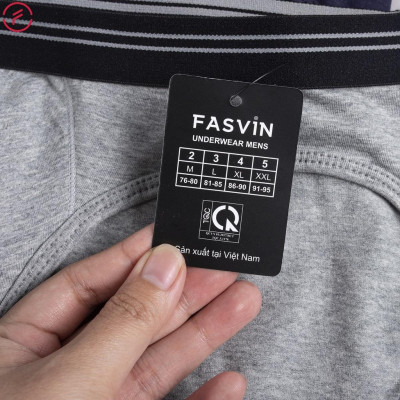 FASVIN
UNDERWEAR MENS
2 3 4 5
M L XL XXL
76-80 81-85 86-90 91-95
TQC
Sản xuất tại Việt Nam